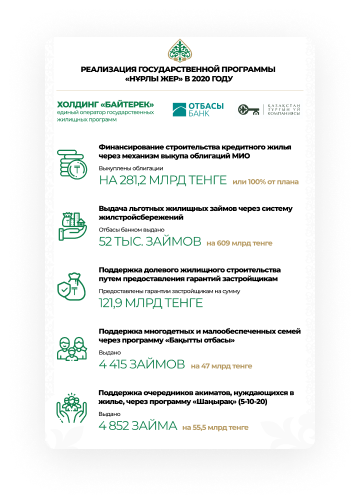 РЕАЛИЗАЦИЯ ГОСУДАРСТВЕННОЙ ПРОГРАММЫ
«НҰРЛЫ ЖЕР» В 2020 ГОДУ
ХОЛДИНГ «БАЙТЕРЕК»
единый оператор государственных
жилищных программ
ОТБАСЫ
БАНК
ҚАЗАҚСТАН
ТҰРҒЫН ҮЙ
КОМПАНИЯСЫ
Финансирование строительства кредитного жилья
через механизм выкупа облигаций МИО
Выкуплены облигации
НА 281,2 МЛРД ТЕНГЕ или 100% от плана
Выдача льготных жилищных займов через систему
жилстройсбережений
Отбасы банком выдано
52 ТЫС. ЗАЙМОВ на 609 млрд тенге
Поддержка долевого жилищного строительства
путем предоставления гарантий застройщикам
Предоставлены гарантии застройщикам на сумму
121,9 МЛРД ТЕНГЕ
Поддержка многодетных и малообеспеченных семей
через программу «Бақытты отбасы»
Выдано
4 415 ЗАЙМОВ на 47 млрд тенге
Поддержка очередников акиматов, нуждающихся в
жилье, через программу «Шаңырақ» (5-10-20)
Выдано
4 852 ЗАЙМА на 55,5 млрд тенге